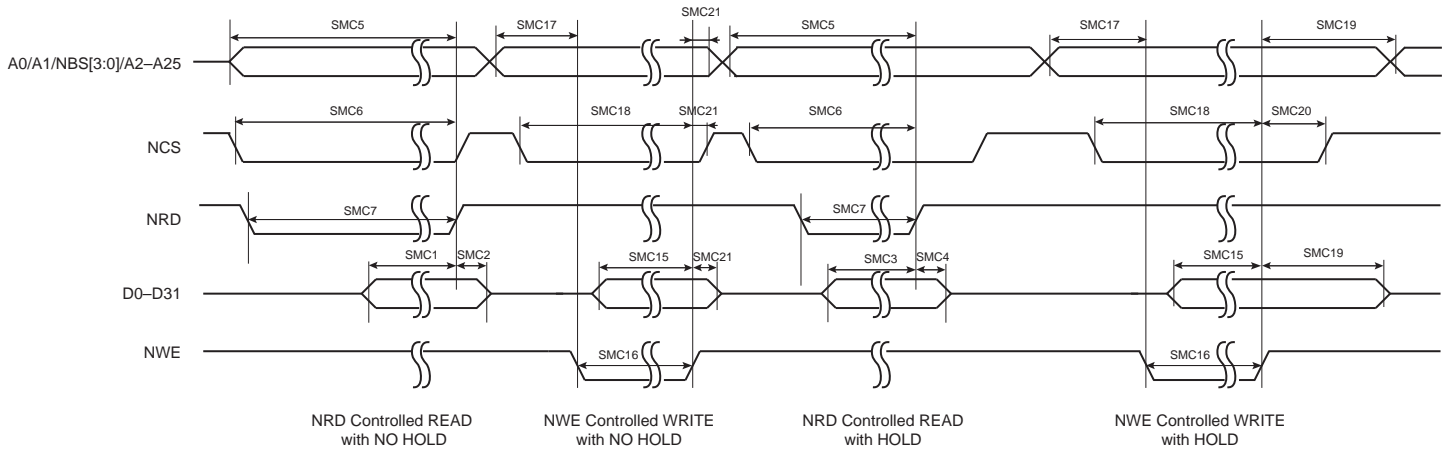 SMC5 SMC17 SMC21 SMC5 SMC17 SMC19
A0/A1/NBS[3:0]/A2–A25
SMC6 SMC18 SMC21 SMC6 SMC18 SMC20
NCS
SMC7 SMC7
NRD
SMC1 SMC2 SMC15 SMC21 SMC3 SMC4 SMC15 SMC19
D0–D31
NWE
SMC16 SMC16
NRD Controlled READ
with NO HOLD
NWE Controlled WRITE
with NO HOLD
NRD Controlled READ
with HOLD
NWE Controlled WRITE
with HOLD